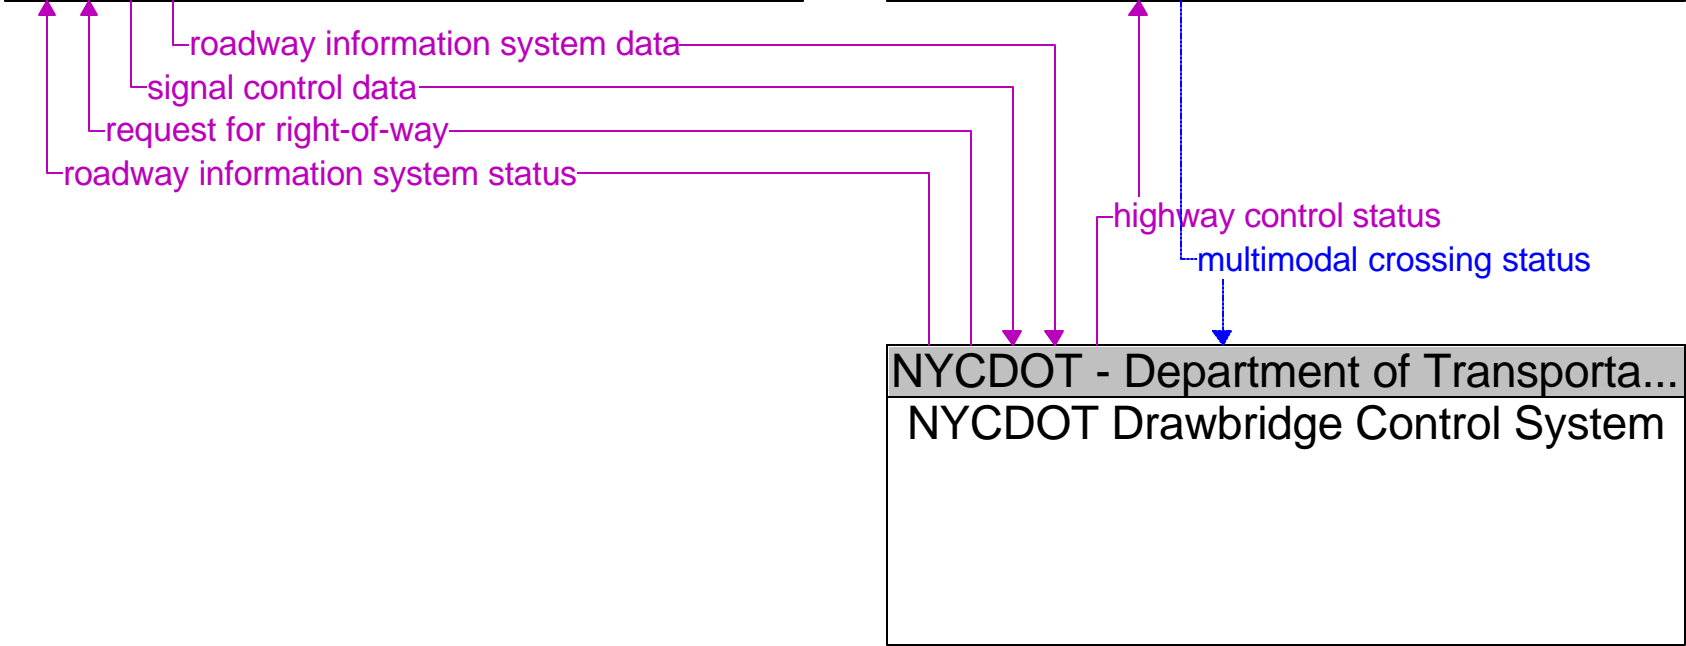 roadway information system data
signal control data
request for right-of-way
roadway information system status
highway control status
multimodal crossing status
NYCDOT - Department of Transporta...
NYCDOT Drawbridge Control System